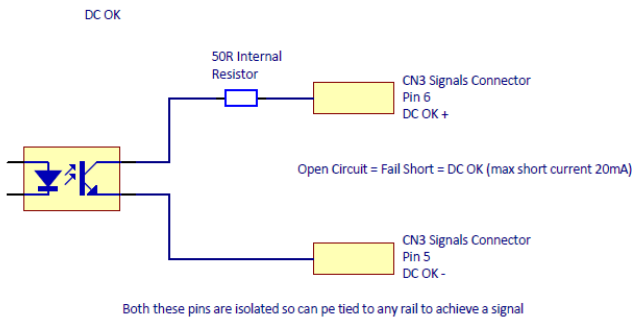 DC OK
50R Internal
Resistor
CN3 Signals Connector
Pin 6
DC OK +
Open Circuit = Fail Short = DC OK (max short current 20mA)
CN3 Signals Connector
Pin 5
DC OK -
Both these pins are isolated so can pe tied to any rail to achieve a signal